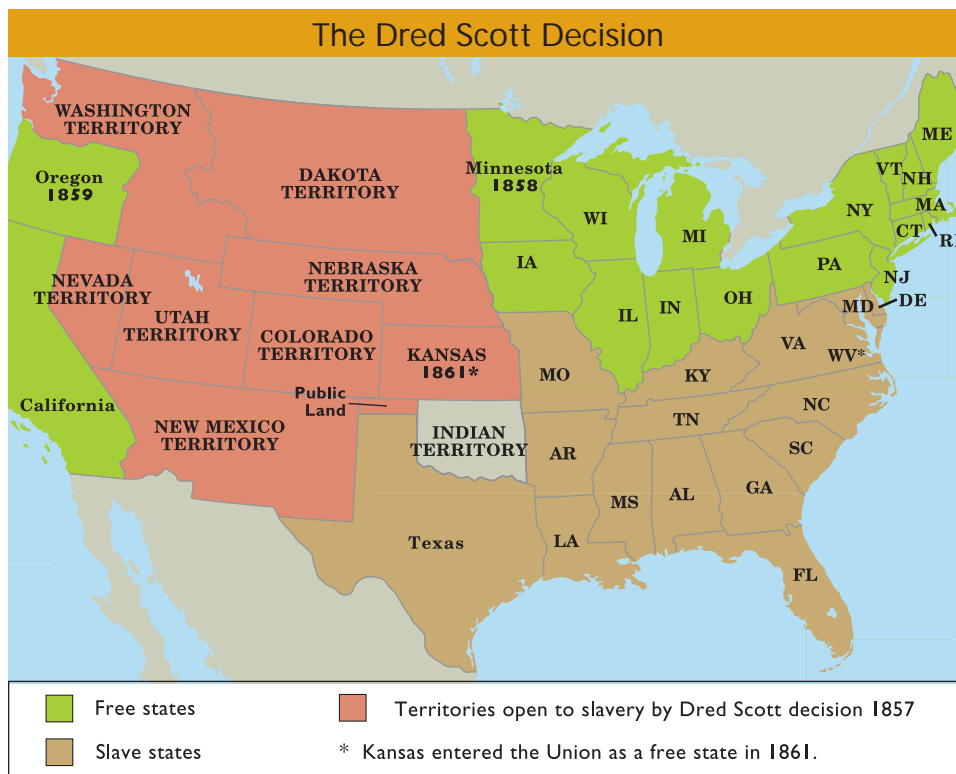 The Dred Scott Decision
WASHINGTON
TERRITORY
Oregon
1859
DAKOTA
TERRITORY
Minnesota
1858
WI
MI
ME
VT
NH
NY
MA
CT
RI
NEVADA
TERRITORY
UTAH
TERRITORY
NEBRASKA
TERRITORY
COLORADO
TERRITORY
KANSAS
1861*
IA
IL
IN
OH
PA
NJ
MD
DE
California
Public
Land
NEW MEXICO
TERRITORY
INDIAN
TERRITORY
MO
KY
VA
WV*
NC
TN
SC
AR
MS
AL
GA
Texas
LA
FL
Free states
Territories open to slavery by Dred Scott decision 1857
Slave states
* Kansas entered the Union as a free state in 1861.